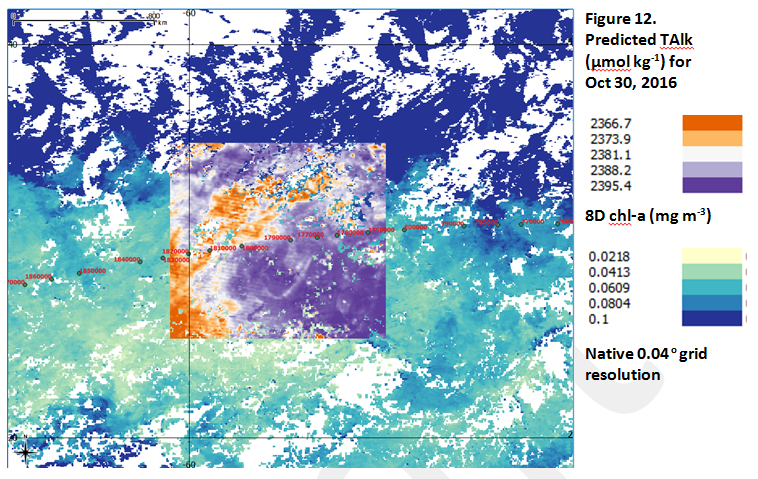 0 800 km
-60
40
Figure 12.
Predicted TAlk
(µmol kg-1) for
Oct 30, 2016
2366.7
2373.9
2381.1
2388.2
2395.4
8D chl-a (mg m-3)
0.0218
0.0413
0.0609
0.0804
0.1
Native 0.04° grid
resolution
1790000 1770000
1820000 1810000
1840000 1830000
1850000
1860000
70000
-60